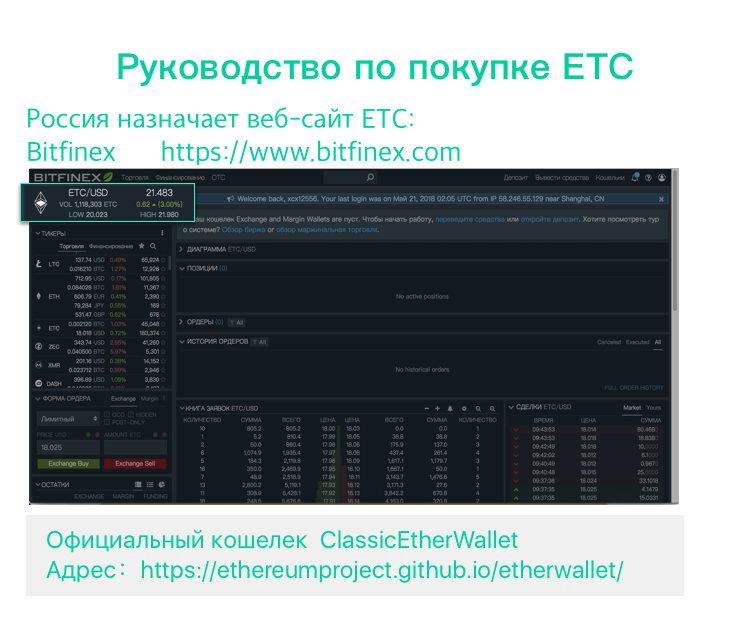 Руководство по покупке ETC
Россия назначает веб-сайт ETC:
Bitfinex https://www.bitfinex.com
BITFINEX Торговля Финансирование OTC Депозит Вывести средства Кошельки
ETC/USD 21.483
VOL 1,118,303 ETC 0.62 (3.00%)
LOW 20.023 HIGH 21.980
Welcome back, xcx12556. Your last login was on Май 21, 2018 02:05 UTC from IP 58.246.55.129 near Shanghai, CN
аш кошелек Exchange and Margin Wallets are пуст. Чтобы начать работу, переведите средства или откройте депозит. Хотите посмотреть тур
о системе? Обзор биржа or обзор маржинальная торговля.
ТИКЕРЫ
Торговля Финансирование
LTC 137.74 USD 0.49% 65,924
0.016210 BTC 1.27% 12,926
712.95 USD 0.17% 101,805
0.084028 BTC 1.61% 11,367
ETH 606.79 EUR 0.41% 2,390
79,284 JPY 0.55% 169
531.47 GBP 0.62% 678
ETC 0.002120 BTC 1.03% 45,048
18.018 USD 0.72% 183,374
ZEC 343.74 USD 41,260
0.040500 BTC 5.97% 5,301
XMR 201.16 USD 0.38% 14,152
0.023712 BTC 2,946
DASH 396.89 USD 1.09% 3,830
ДИАГРАММА ETC/USD
ПОЗИЦИИ (0)
No active positions
ОРДЕРЫ (0) All
ИСТОРИЯ ОРДЕРОВ All Canceled Executed All
No historical orders
FULL ORDER HISTORY
ФОРМА ОРДЕРА Exchange Margin
Лимитный OCO HIDDEN
POST-ONLY
PRICE USD AMOUNT ETC
18.025
Exchange Buy Exchange Sell
ОСТАТКИ
EXCHANGE MARGIN FUNDING
КНИГА ЗАЯВОК ETC/USD
КОЛИЧЕСТВО СУММА ВСЕГО ЦЕНА ЦЕНА ВСЕГО СУММА КОЛИЧЕСТВО
10 805.2 805.2 18.00 18.03 0.0 0.0
1 5.2 810.4 17.99 18.05 38.8 38.8 2
2 50.0 860.4 17.98 18.06 176.7 137.9 3
6 1,074.9 1,935.4 17.97 18.08 437.4 261.4 4
5 184.3 2,119.8 17.96 18.09 1,617.1 1,179.7 3
16 350.0 2,469.8 17.95 18.10 1,667.1 50.0 1
7 48.9 2,518.8 17.94 18.11 3,143.7 1,476.6 5
13 2,600.2 5,119.1 17.93 18.12 3,171.3 27.6 2
11 308.9 5,428.1 17.92 18.13 3,842.2 670.9 4
16 248.5 5,676.6 17.91 18.14 4,163.0 320.8 2
СДЕЛКИ ETC/USD Market Yours
ВРЕМЯ ЦЕНА СУММА
09:43:53 18.014
09:43:53 18.018
09:42:49 18.018
09:42:02 18.012
09:40:49 18.012
09:40:48 18.015
09:37:36 18.024 33.1018
09:37:35 18.025 4.1479
09:37:35 18.025 15.0331
Официальный кошелек ClassicEtherWallet
Адрес：https://ethereumproject.github.io/etherwallet/